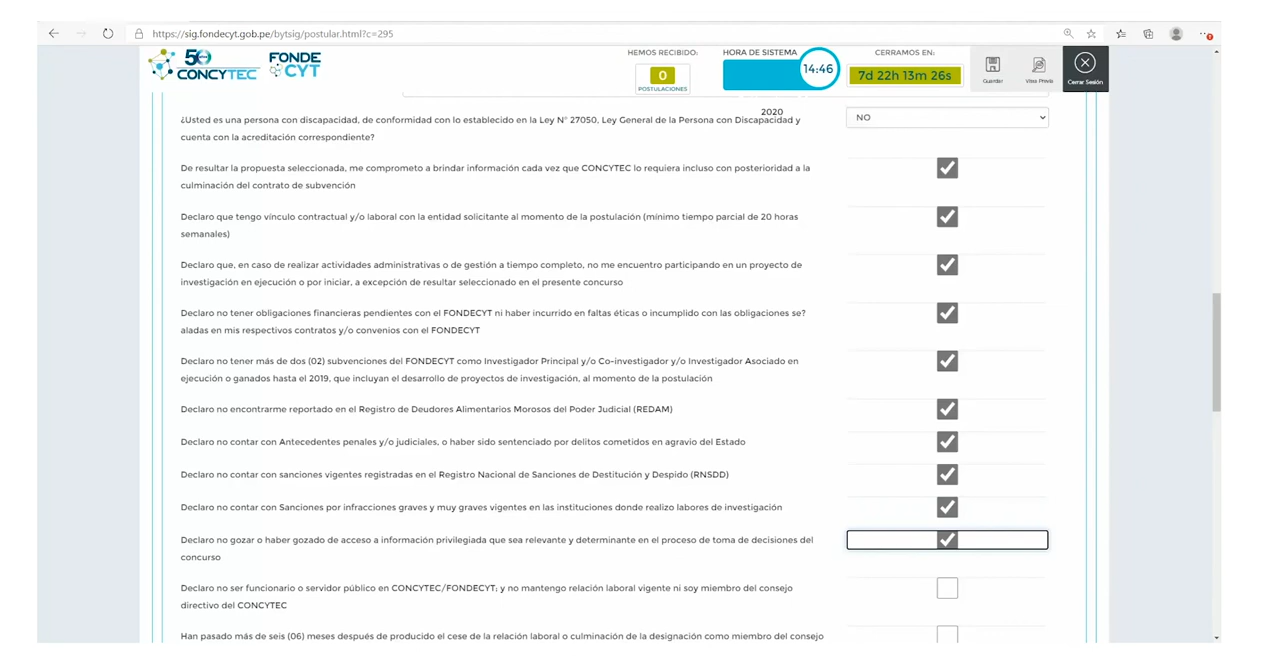 https://sig.fondecyt.gob.pe/bytsig/postular.html?c=295
50
CONCYTEC
FONDE
CYT
HEMOS RECIBIDO:
0
POSTULACIONES
HORA DE SISTEMA
14:46
2020
CERRAMOS EN:
7d 22h 13m 26s
Guardar
Vista Previa
Cerrar Sesión
¿Usted es una persona con discapacidad, de conformidad con lo establecido en la Ley N° 27050, Ley General de la Persona con Discapacidad y
cuenta con la acreditación correspondiente?
NO
De resultar la propuesta seleccionada, me comprometo a brindar información cada vez que CONCYTEC lo requiera incluso con posterioridad a la
culminación del contrato de subvención
Declaro que tengo vínculo contractual y/o laboral con la entidad solicitante al momento de la postulación (mínimo tiempo parcial de 20 horas
semanales)
Declaro que, en caso de realizar actividades administrativas o de gestión a tiempo completo, no me encuentro participando en un proyecto de
investigación en ejecución o por iniciar, a excepción de resultar seleccionado en el presente concurso
Declaro no tener obligaciones financieras pendientes con el FONDECYT ni haber incurrido en faltas éticas o incumplido con las obligaciones se?
aladas en mis respectivos contratos y/o convenios con el FONDECYT
Declaro no tener más de dos (02) subvenciones del FONDECYT como Investigador Principal y/o Co-investigador y/o Investigador Asociado en
ejecución o ganados hasta el 2019, que incluyan el desarrollo de proyectos de investigación, al momento de la postulación
Declaro no encontrarme reportado en el Registro de Deudores Alimentarios Morosos del Poder Judicial (REDAM)
Declaro no contar con Antecedentes penales y/o judiciales, o haber sido sentenciado por delitos cometidos en agravio del Estado
Declaro no contar con sanciones vigentes registradas en el Registro Nacional de Sanciones de Destitución y Despido (RNSDD)
Declaro no contar con Sanciones por infracciones graves y muy graves vigentes en las instituciones donde realizo labores de investigación
Declaro no gozar o haber gozado de acceso a información privilegiada que sea relevante y determinante en el proceso de toma de decisiones del
concurso
Declaro no ser funcionario o servidor público en CONCYTEC/FONDECYT; y no mantengo relación laboral vigente ni soy miembro del consejo
directivo del CONCYTEC
Han pasado más de seis (06) meses después de producido el cese de la relación laboral o culminación de la designación como miembro del consejo